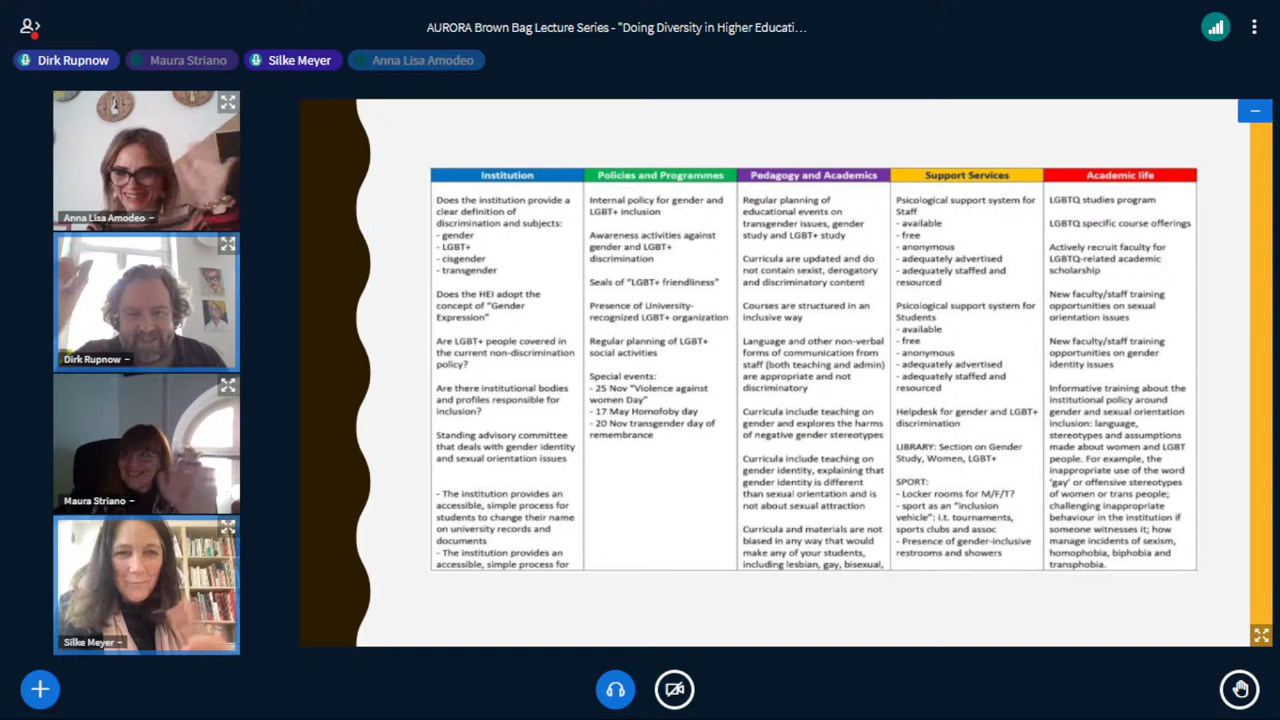 AURORA Brown Bag Lecture Series - "Doing Diversity in Higher Educati...
Dirk Rupnow
Maura Striano
Silke Meyer
Anna Lisa Amodeo
Anna Lisa Amodeo
Dirk Rupnow
Maura Striano
Silke Meyer
Institution
Does the institution provide a
clear definition of
discrimination and subjects:
- gender
- LGBT+
- cisgender
- transgender
Does the HEI adopt the
concept of "Gender
Expression"
Are LGBT+ people covered in
the current non-discrimination
policy?
Are there institutional bodies
and profiles responsible for
inclusion?
Standing advisory committee
that deals with gender identity
and sexual orientation issues
- The institution provides an
accessible, simple process for
students to change their name
on university records and
documents
- The institution provides an
accessible, simple process for
Policies and Programmes
Internal policy for gender and
LGBT+ inclusion
Awareness activities against
gender and LGBT+
discrimination
Seals of "LGBT+ friendliness"
Presence of University-
recognized LGBT+ organization
Regular planning of LGBT+
social activities
Special events:
- 25 Nov "Violence against
women Day"
- 17 May Homofoby day
- 20 Nov transgender day of
remembrance
Pedagogy and Academics
Regular planning of
educational events on
transgender issues, gender
study and LGBT+ study
Curricula are updated and do
not contain sexist, derogatory
and discriminatory content
Courses are structured in an
inclusive way
Language and other non-verbal
forms of communication from
staff (both teaching and admin)
are appropriate and not
discriminatory
Curricula include teaching on
gender and explores the harms
of negative gender stereotypes
Curricula include teaching on
gender identity, explaining that
gender identity is different
than sexual orientation and is
not about sexual attraction
Curricula and materials are not
biased in any way that would
make any of your students,
including lesbian, gay, bisexual,
Support Services
Psicological support system for
Staff
- available
- free
- anonymous
- adequately advertised
- adequately staffed and
resourced
Psicological support system for
Students
- available
- free
- anonymous
- adequately advertised
- adequately staffed and
resourced
Helpdesk for gender and LGBT+
discrimination
LIBRARY: Section on Gender
Study, Women, LGBT+
SPORT:
- Locker rooms for M/F/T?
- sport as an "inclusion
vehicle": i.t. tournaments,
sports clubs and assoc
- Presence of gender-inclusive
restrooms and showers
Academic life
LGBTQ studies program
LGBTQ specific course offerings
Actively recruit faculty for
LGBTQ-related academic
scholarship
New faculty/staff training
opportunities on sexual
orientation issues
New faculty/staff training
opportunities on gender
identity issues
Informative training about the
institutional policy around
gender and sexual orientation
inclusion: language,
stereotypes and assumptions
made about women and LGBT
people. For example, the
inappropriate use of the word
'gay' or offensive stereotypes
of women or trans people;
challenging inappropriate
behaviour in the institution if
someone witnesses it; how
manage incidents of sexism,
homophobia, biphobia and
transphobia.